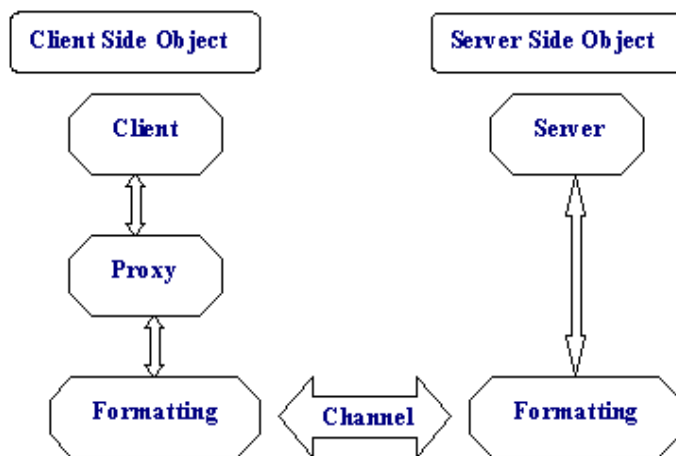 Client Side Object
Server Side Object
Client
Server
Proxy
Formatting
Channel
Formatting